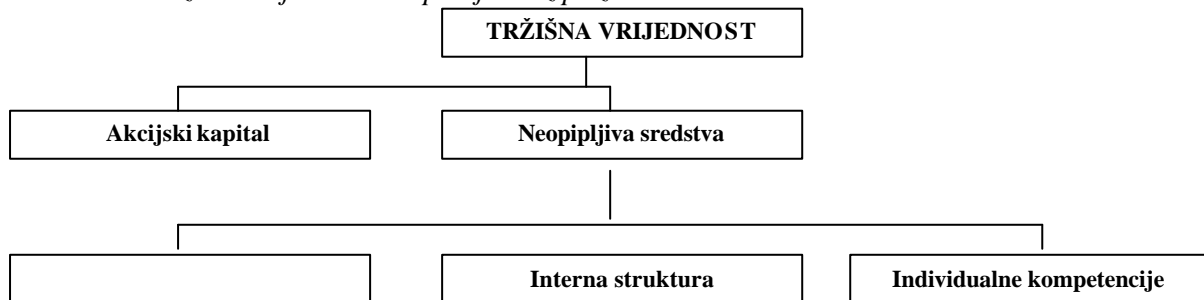 TRŽIŠNA VRIJEDNOST
Akcijski kapital
Neopipljiva sredstva
Interna struktura
Individualne kompetencije